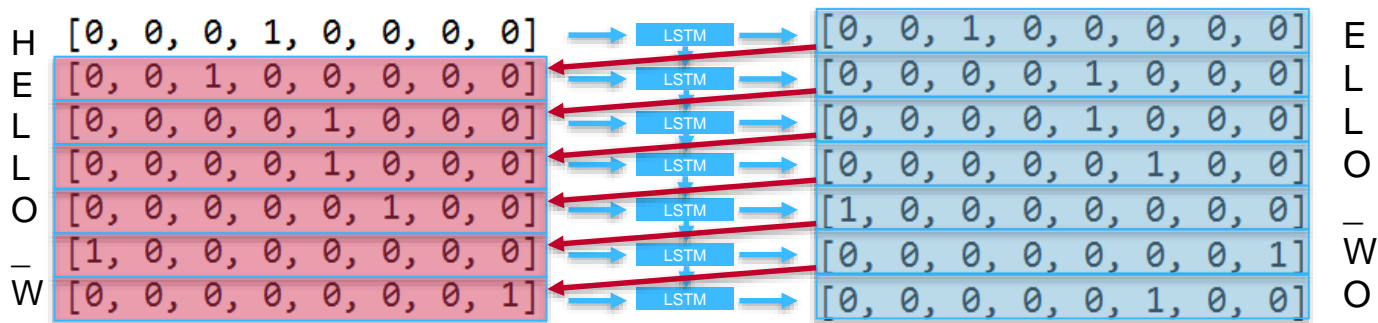 H [0, 0, 0, 1, 0, 0, 0, 0] LSTM [0, 0, 1, 0, 0, 0, 0, 0] E
E [0, 0, 1, 0, 0, 0, 0, 0] LSTM [0, 0, 0, 0, 1, 0, 0, 0] L
L [0, 0, 0, 0, 1, 0, 0, 0] LSTM [0, 0, 0, 0, 1, 0, 0, 0] L
L [0, 0, 0, 0, 1, 0, 0, 0] LSTM [0, 0, 0, 0, 0, 1, 0, 0] O
O [0, 0, 0, 0, 0, 1, 0, 0] LSTM [1, 0, 0, 0, 0, 0, 0, 0] _
_ [1, 0, 0, 0, 0, 0, 0, 0] LSTM [0, 0, 0, 0, 0, 0, 0, 1] W
W [0, 0, 0, 0, 0, 0, 0, 1] LSTM [0, 0, 0, 0, 0, 1, 0, 0] O